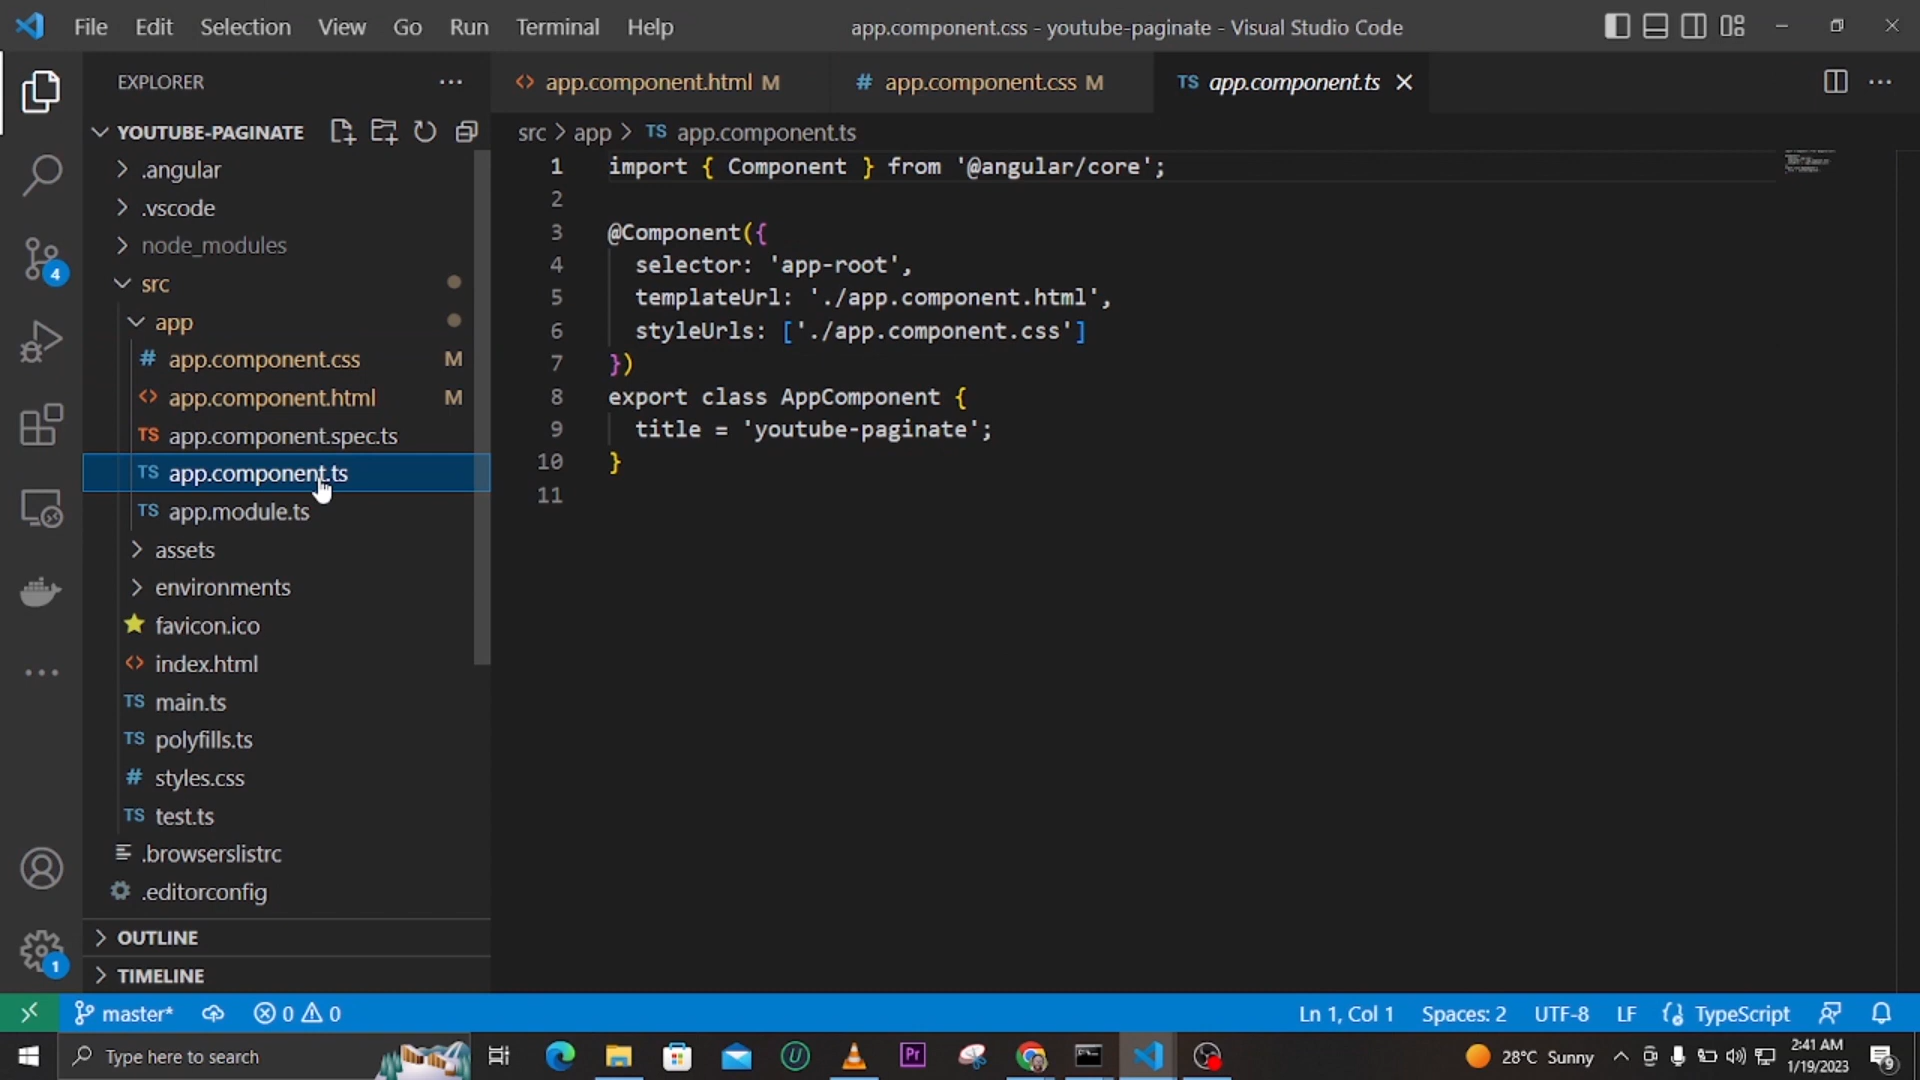 File Edit Selection View Go Run Terminal Help app.component.css - youtube-paginate - Visual Studio Code
EXPLORER
YOUTUBE-PAGINATE
.angular
.vscode
node_modules
src
app
app.component.css M
app.component.html M
TS app.component.spec.ts
TS app.component.ts
TS app.module.ts
assets
environments
favicon.ico
index.html
TS main.ts
TS polyfills.ts
# styles.css
TS test.ts
.browserslistrc
.editorconfig
OUTLINE
TIMELINE
4
1
app.component.html M # app.component.css M TS app.component.ts
src > app > TS app.component.ts
1 import { Component } from '@angular/core';
2
3 @Component({
4 selector: 'app-root',
5 templateUrl: './app.component.html',
6 styleUrls: ['./app.component.css']
7 })
8 export class AppComponent {
9 title = 'youtube-paginate';
10 }
11
master* 0 0 Ln 1, Col 1 Spaces: 2 UTF-8 LF TypeScript
Type here to search Pr 28°C Sunny 2:41 AM
1/19/2023
9